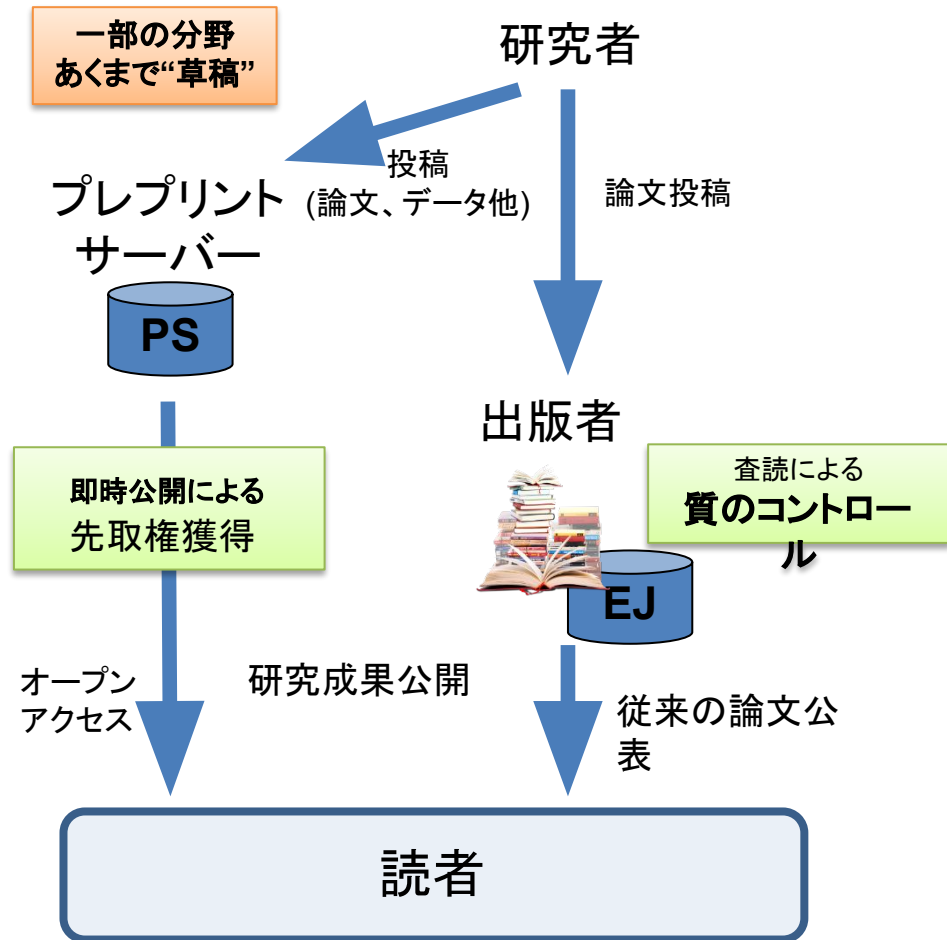 一部の分野
あくまで“草稿”
研究者
投稿
(論文、データ他)
論文投稿
プレプリント
サーバー
PS
出版者
査読による
質のコントロー
ル
即時公開による
先取権獲得
EJ
オープン
アクセス
研究成果公開
従来の論文公
表
読者